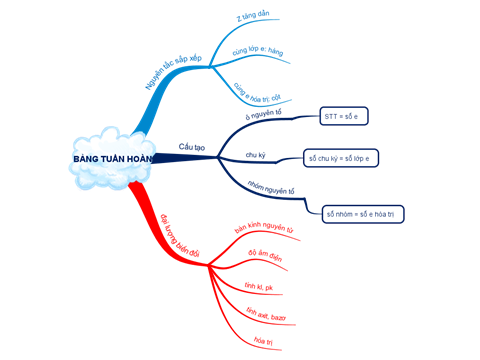 BẢNG TUẦN HOÀN
Nguyên tắc sắp xếp
Z tăng dần
cùng lớp e: hàng
cùng e hóa trị: cột
Cấu tạo
ô nguyên tố
STT = số e
chu kỳ
số chu kỳ = số lớp e
nhóm nguyên tố
số nhóm = số e hóa trị
đại lượng biến đổi
bán kính nguyên tử
độ âm điện
tính kl, pk
tính axit, bazơ
hóa trị